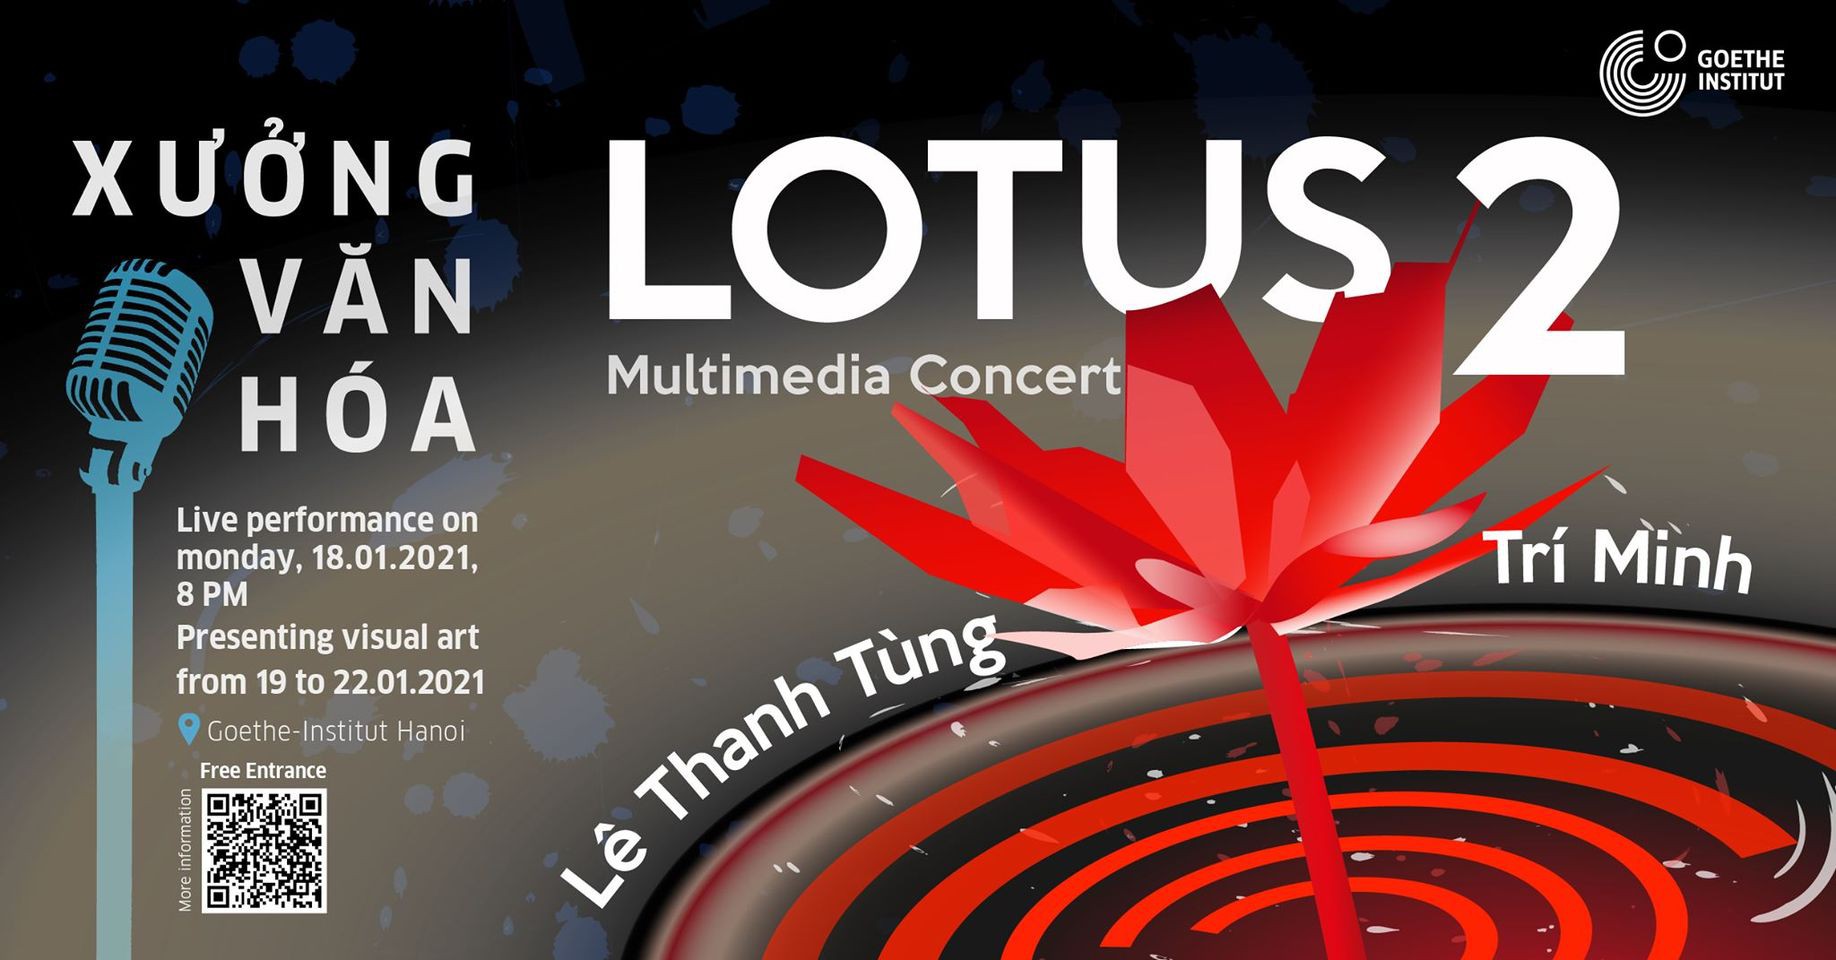 GOETHE
INSTITUT
XƯỞNG
VĂN
HÓA
LOTUS 2
Multimedia Concert
Live performance on
monday, 18.01.2021,
8 PM
Presenting visual art
from 19 to 22.01.2021
Goethe-Institut Hanoi
Free Entrance
More information
Lê Thanh Tùng
Trí Minh